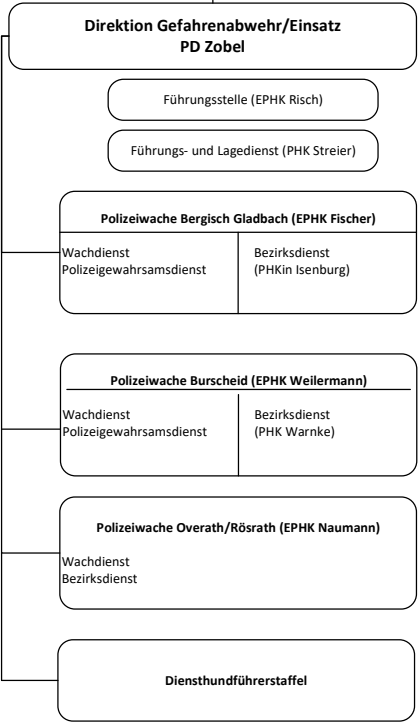 Direktion Gefahrenabwehr/Einsatz
PD Zobel
Führungsstelle (EPHK Risch)
Führungs- und Lagedienst (PHK Streier)
Polizeiwache Bergisch Gladbach (EPHK Fischer)
Wachdienst
Polizeigewahrsamsdienst
Bezirksdienst
(PHKin Isenburg)
Polizeiwache Burscheid (EPHK Weilermann)
Wachdienst
Polizeigewahrsamsdienst
Bezirksdienst
(PHK Warnke)
Polizeiwache Overath/Rösrath (EPHK Naumann)
Wachdienst
Bezirksdienst
Diensthundführerstaffel